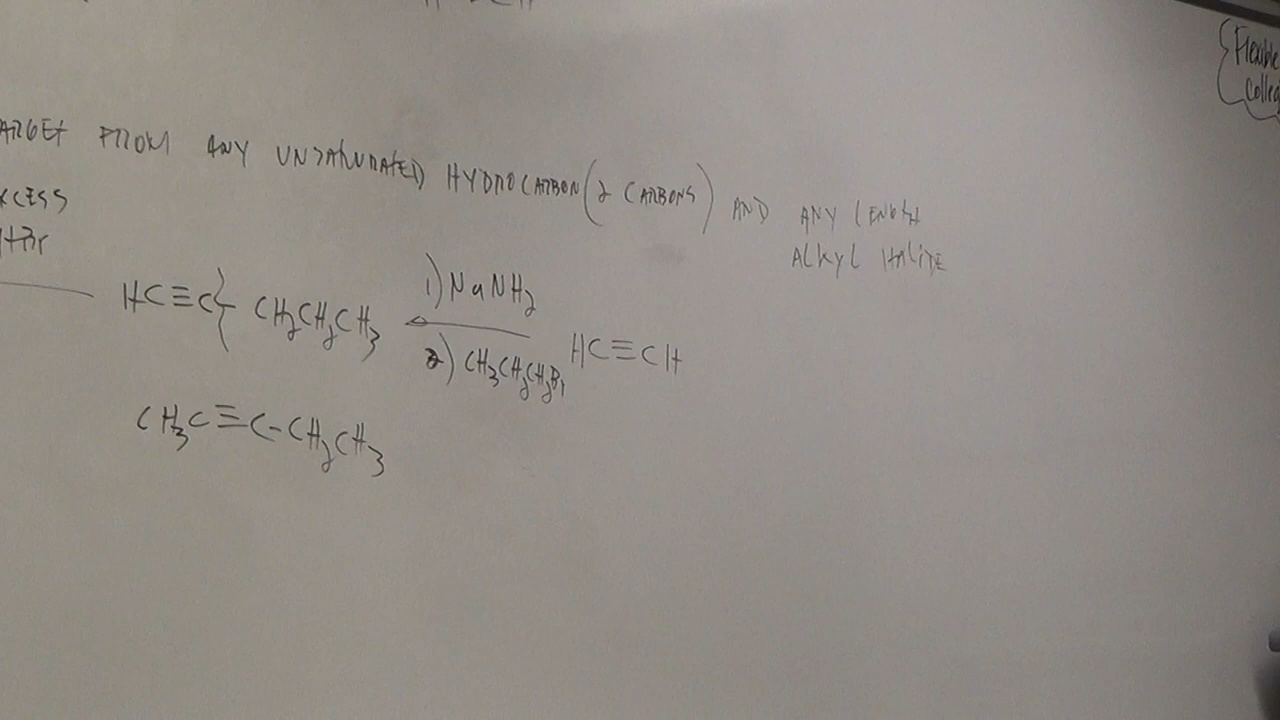 ARGET FROM ANY UNSATURATED HYDROCARBON (2 CARBONS) AND ANY LENGTH
ALKYL HALIDE
XCESS
HBr
HC≡C CH₂CH₂CH₃
1) NaNH₂
2) CH₃CH₂CH₂Br
HC≡CH
CH₃C≡C-CH₂CH₃
Flexible
Colle